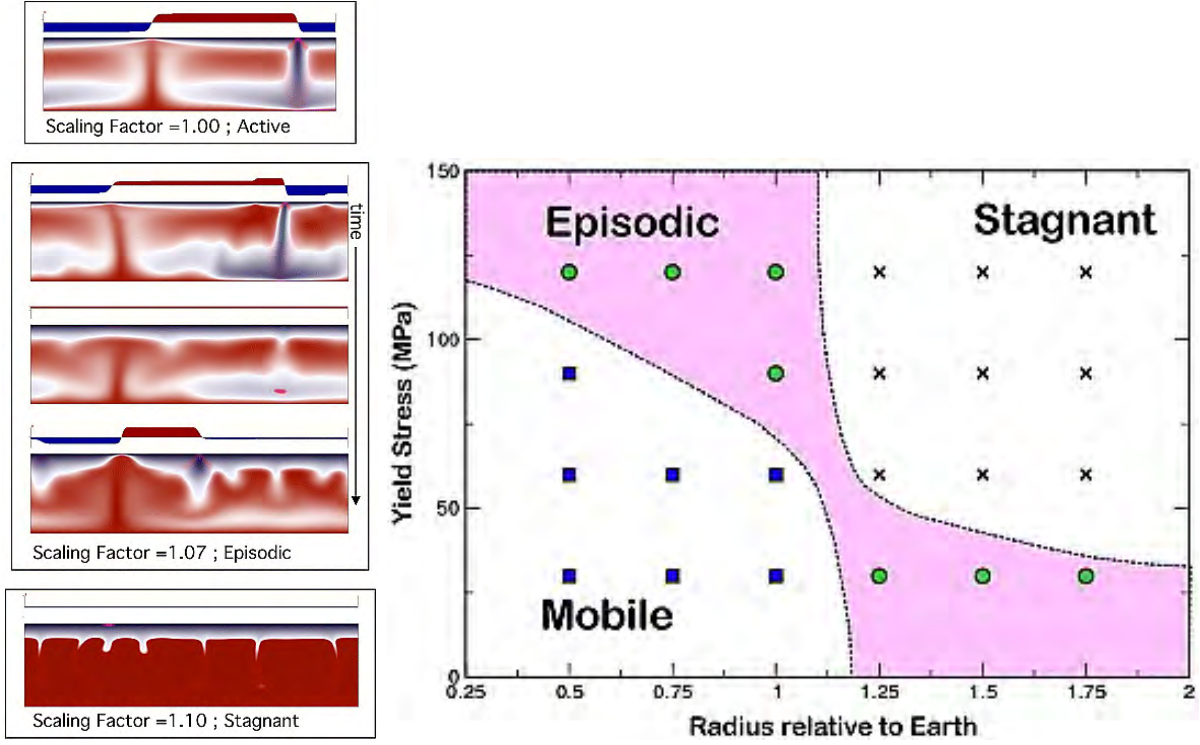 Scaling Factor =1.00 ; Active
time
Scaling Factor =1.07 ; Episodic
Scaling Factor =1.10 ; Stagnant
150
100
50
0
Yield Stress (MPa)
Episodic
Stagnant
Mobile
0.25 0.5 0.75 1 1.25 1.5 1.75 2
Radius relative to Earth